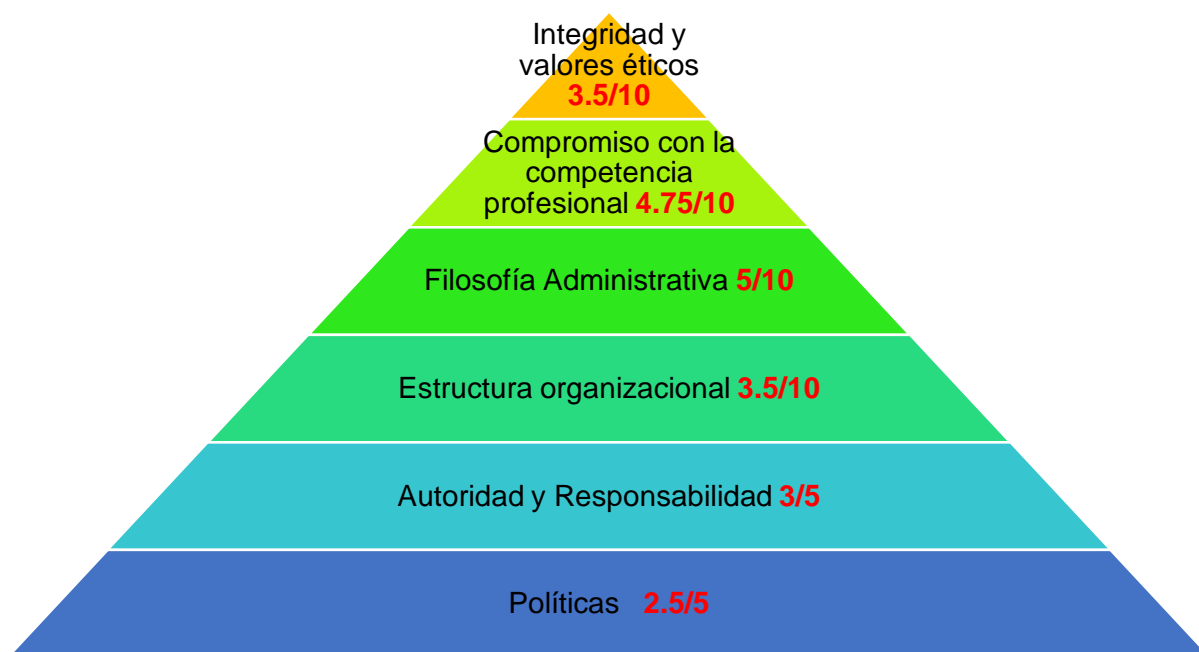 Integridad y
valores éticos
3.5/10
Compromiso con la
competencia
profesional 4.75/10
Filosofía Administrativa 5/10
Estructura organizacional 3.5/10
Autoridad y Responsabilidad 3/5
Políticas 2.5/5